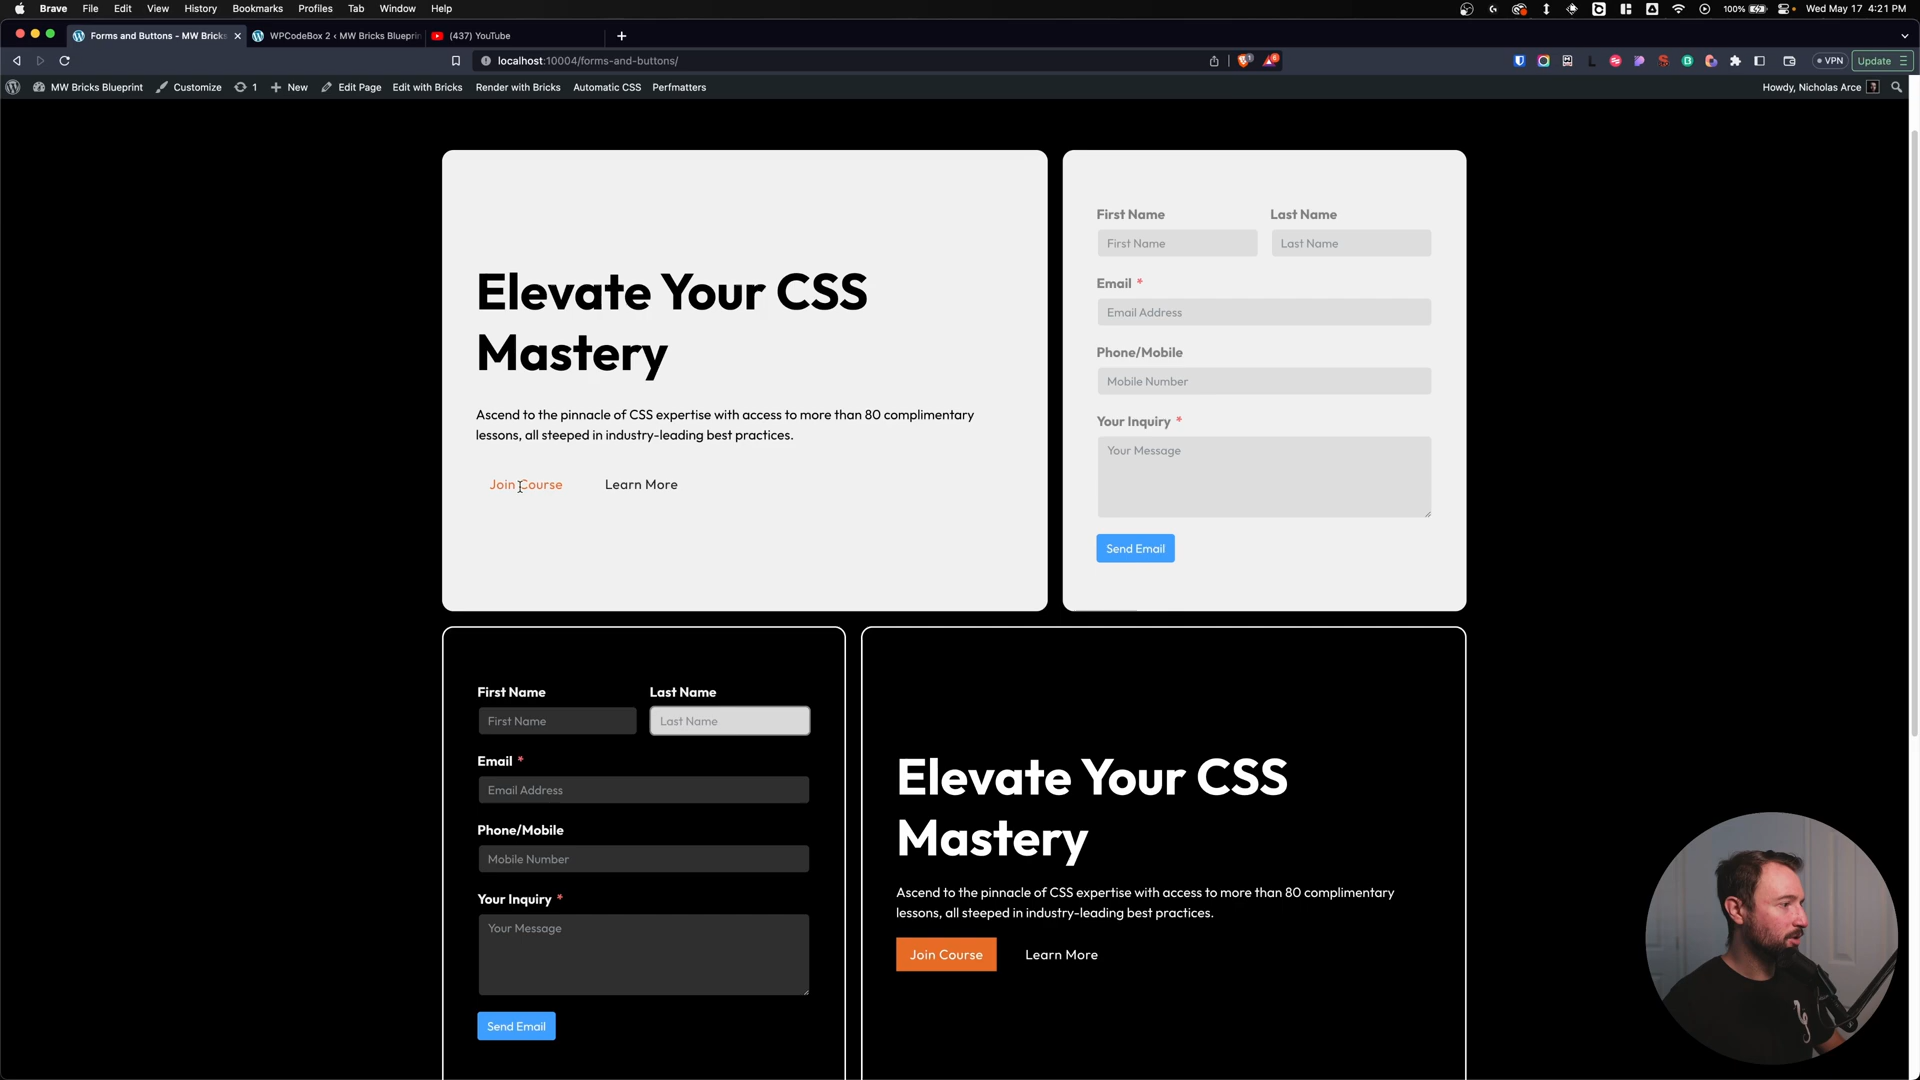 Brave File Edit View History Bookmarks Profiles Tab Window Help
100% Wed May 17 4:21 PM
Forms and Buttons - MW Bricks
WPCodeBox 2 ‹ MW Bricks Blueprin
(437) YouTube
localhost:10004/forms-and-buttons/
VPN
Update
MW Bricks Blueprint Customize 1 New Edit Page Edit with Bricks Render with Bricks Automatic CSS Perfmatters
Howdy, Nicholas Arce
Elevate Your CSS
Mastery
Ascend to the pinnacle of CSS expertise with access to more than 80 complimentary
lessons, all steeped in industry-leading best practices.
Join Course Learn More
First Name Last Name
First Name Last Name
Email *
Email Address
Phone/Mobile
Mobile Number
Your Inquiry *
Your Message
Send Email
First Name Last Name
First Name Last Name
Email *
Email Address
Phone/Mobile
Mobile Number
Your Inquiry *
Your Message
Send Email
Elevate Your CSS
Mastery
Ascend to the pinnacle of CSS expertise with access to more than 80 complimentary
lessons, all steeped in industry-leading best practices.
Join Course Learn More